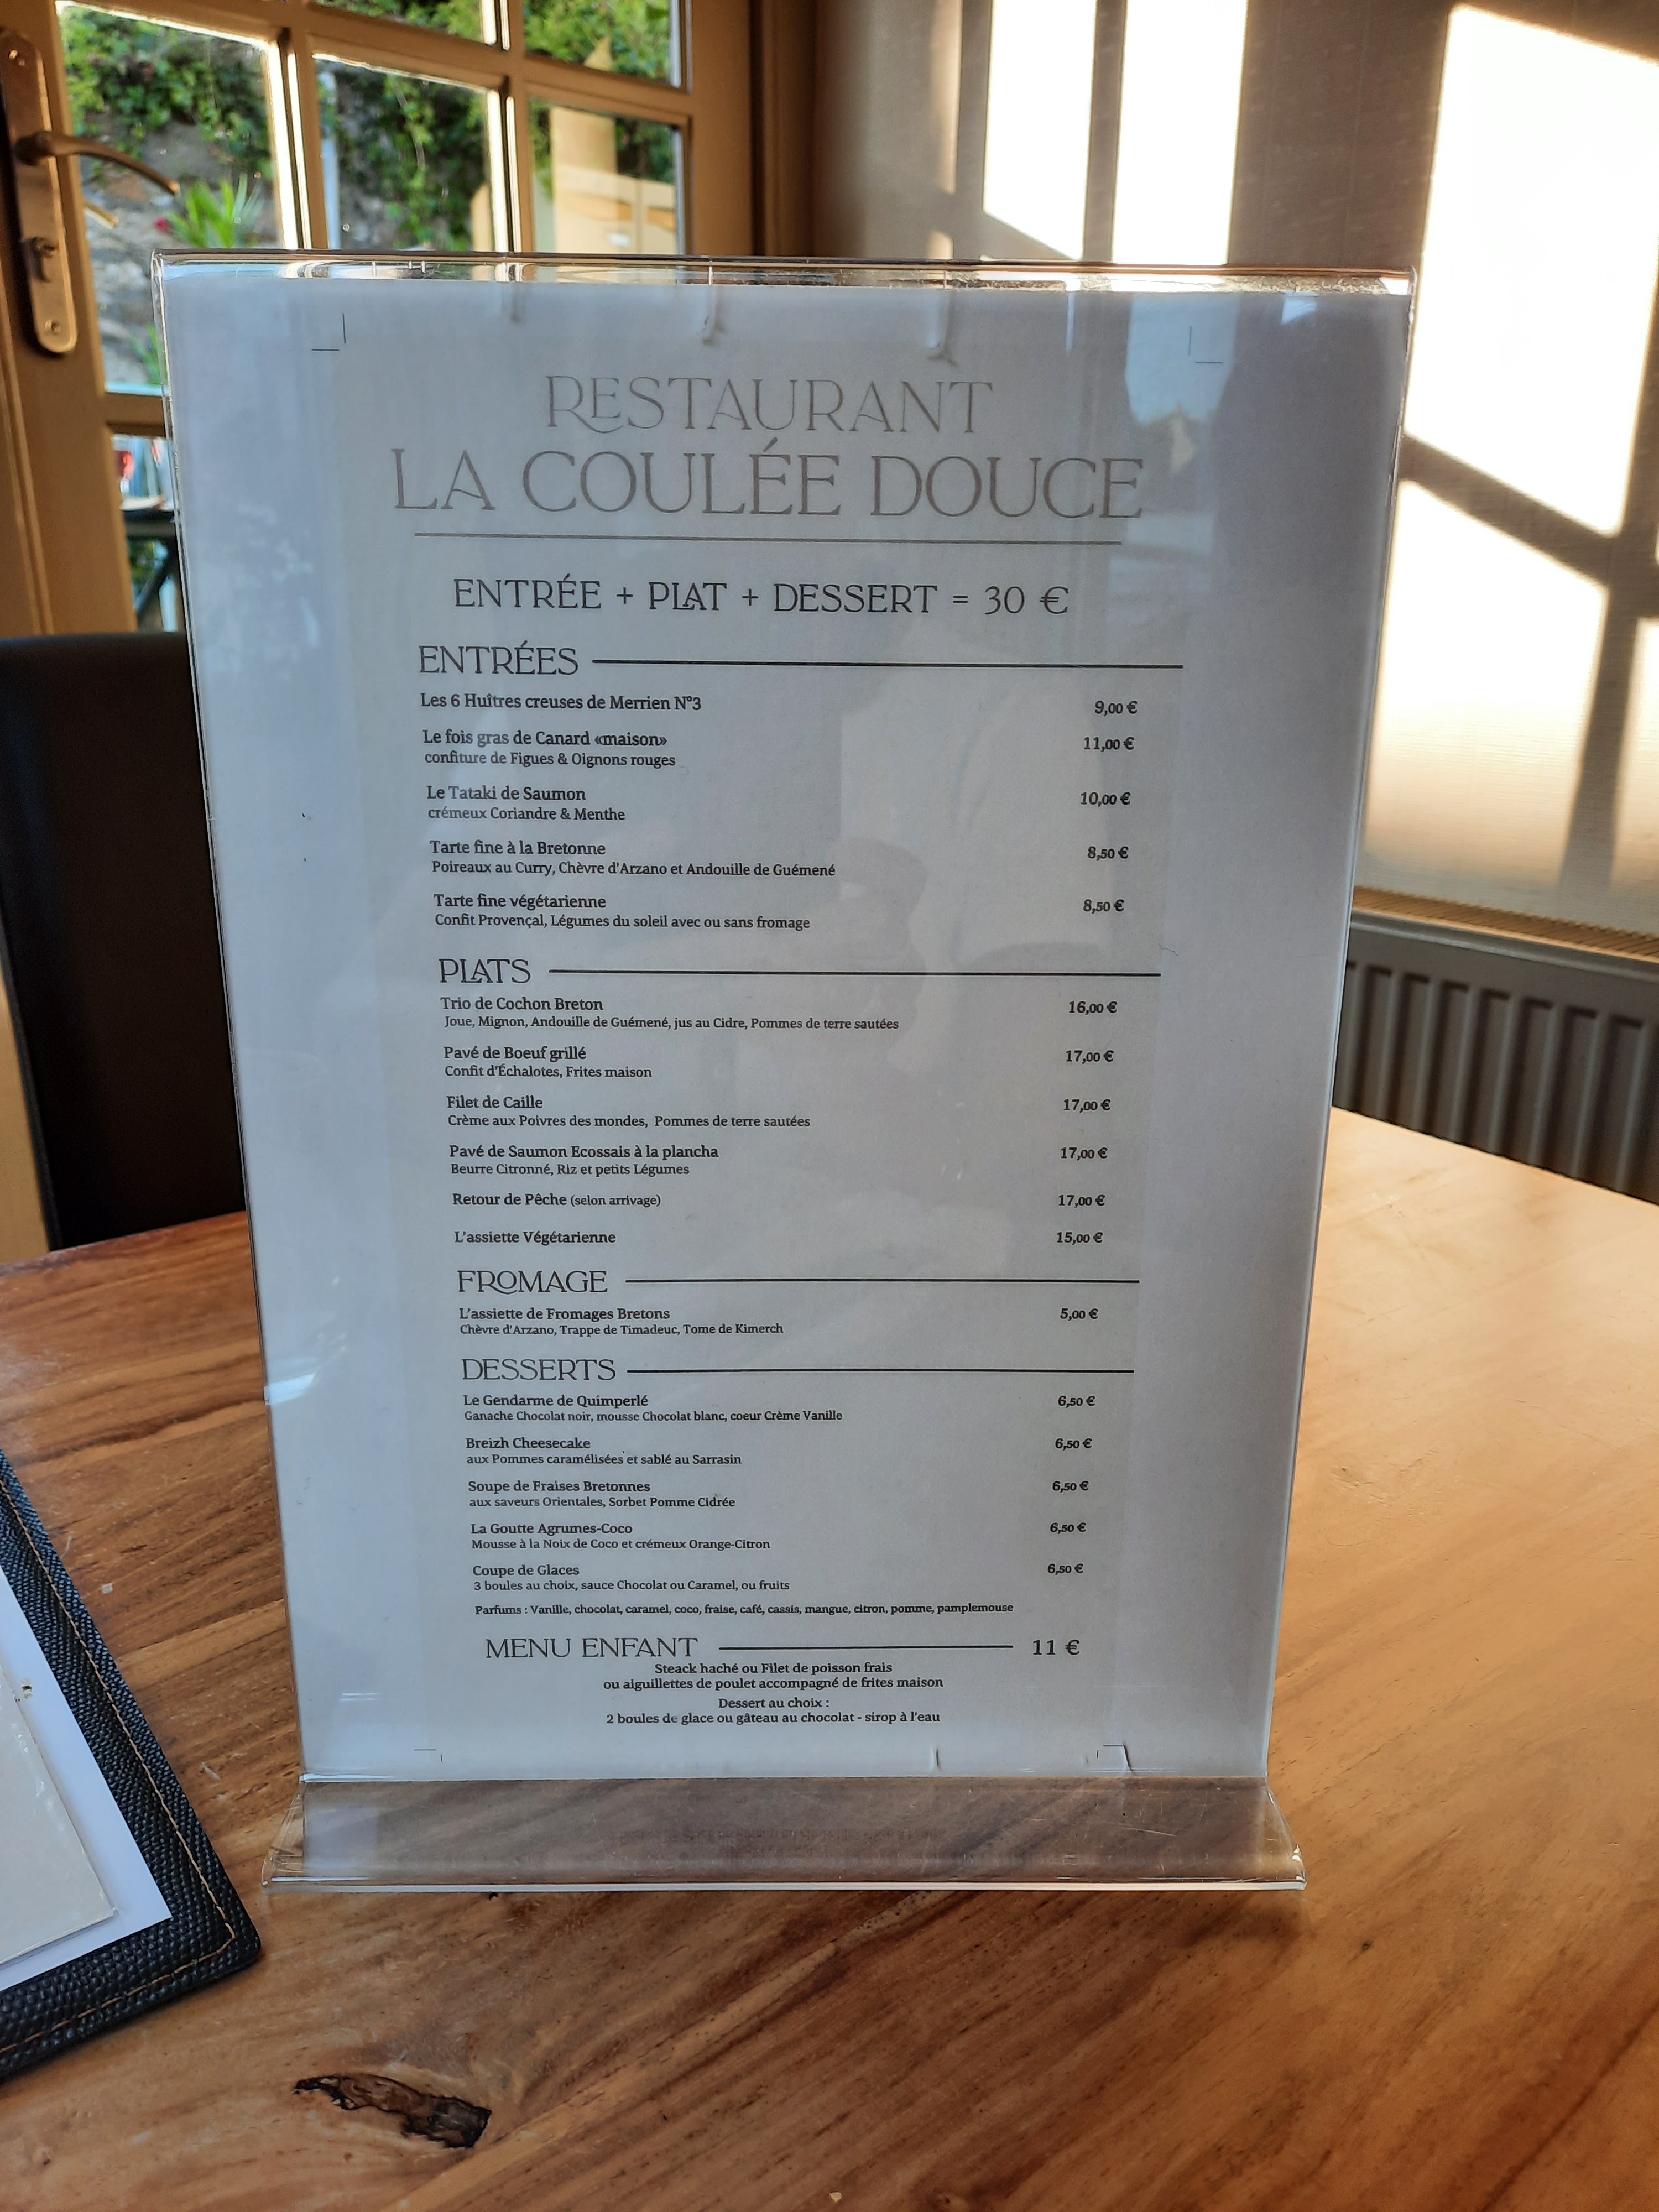 RESTAURANT
LA COULÉE DOUCE
ENTRÉE + PLAT + DESSERT = 30 €
ENTRÉES
Les 6 Huîtres creuses de Merrien N°3 9,00 €
Le fois gras de Canard «maison» 11,00 €
confiture de Figues & Oignons rouges
Le Tataki de Saumon 10,00 €
crémeux Coriandre & Menthe
Tarte fine à la Bretonne 8,50 €
Poireaux au Curry, Chèvre d'Arzano et Andouille de Guémené
Tarte fine végétarienne 8,50 €
Confit Provençal, Légumes du soleil avec ou sans fromage
PLATS
Trio de Cochon Breton 16,00 €
Joue, Mignon, Andouille de Guémené, jus au Cidre, Pommes de terre sautées
Pavé de Boeuf grillé 17,00 €
Confit d'Échalotes, Frites maison
Filet de Caille 17,00 €
Crème aux Poivres des mondes, Pommes de terre sautées
Pavé de Saumon Ecossais à la plancha 17,00 €
Beurre Citronné, Riz et petits Légumes
Retour de Pêche (selon arrivage) 17,00 €
L'assiette Végétarienne 15,00 €
FROMAGE
L'assiette de Fromages Bretons 5,00 €
Chèvre d'Arzano, Trappe de Timadeuc, Tome de Kimerch
DESSERTS
Le Gendarme de Quimperlé 6,50 €
Ganache Chocolat noir, mousse Chocolat blanc, coeur Crème Vanille
Breizh Cheesecake 6,50 €
aux Pommes caramélisées et sablé au Sarrasin
Soupe de Fraises Bretonnes 6,50 €
aux saveurs Orientales, Sorbet Pomme Cidrée
La Goutte Agrumes-Coco 6,50 €
Mousse à la Noix de Coco et crémeux Orange-Citron
Coupe de Glaces 6,50 €
3 boules au choix, sauce Chocolat ou Caramel, ou fruits
Parfums : Vanille, chocolat, caramel, coco, fraise, café, cassis, mangue, citron, pomme, pamplemouse
MENU ENFANT 11 €
Steack haché ou Filet de poisson frais
ou aiguillettes de poulet accompagné de frites maison
Dessert au choix :
2 boules de glace ou gâteau au chocolat - sirop à l'eau